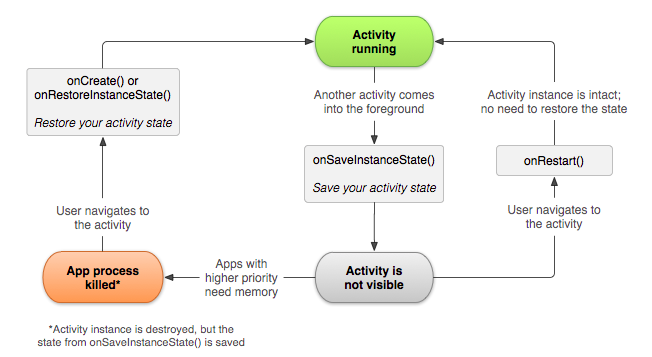 Activity
running
onCreate() or
onRestoreInstanceState()
Restore your activity state
Another activity comes
into the foreground
Activity instance is intact;
no need to restore the state
onSaveInstanceState()
Save your activity state
onRestart()
User navigates to
the activity
User navigates to
the activity
App process
killed*
Apps with
higher priority
need memory
Activity is
not visible
*Activity instance is destroyed, but the
state from onSaveInstanceState() is saved